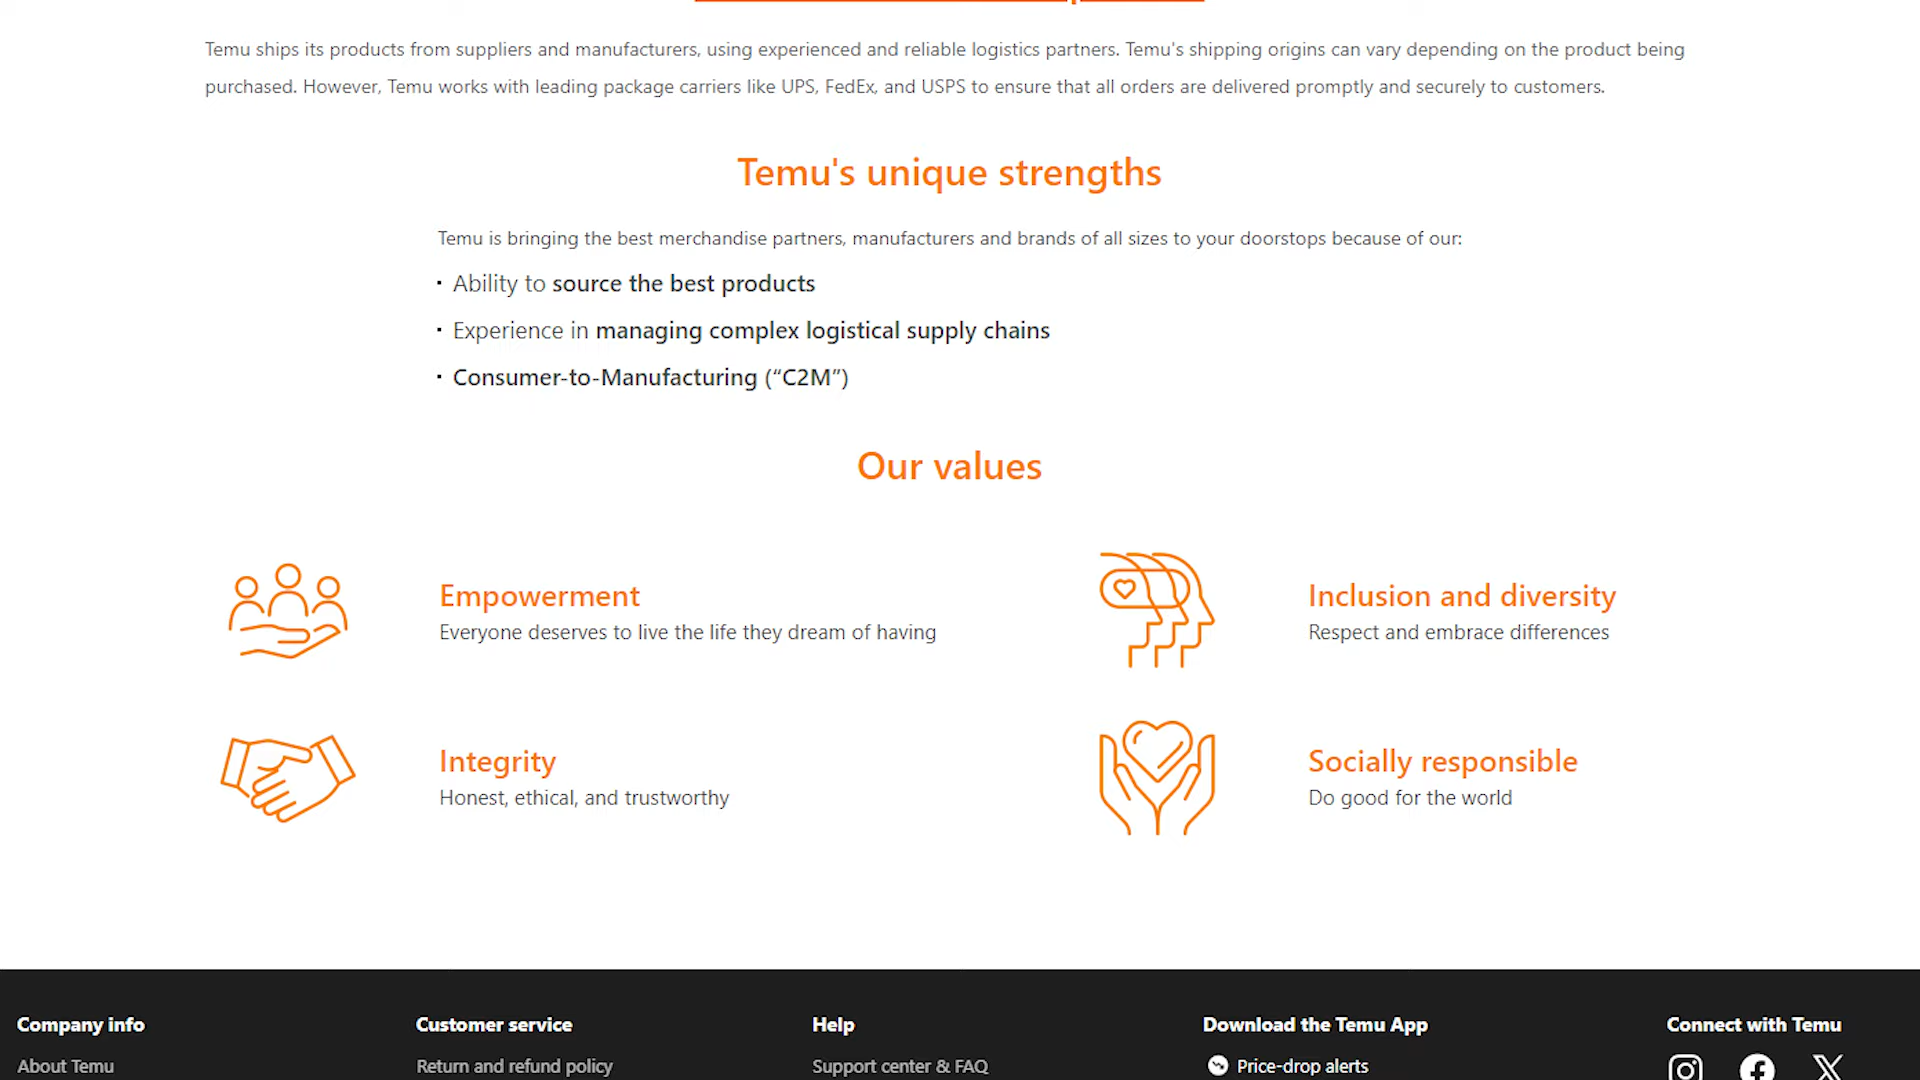 Temu ships its products from suppliers and manufacturers, using experienced and reliable logistics partners. Temu's shipping origins can vary depending on the product being
purchased. However, Temu works with leading package carriers like UPS, FedEx, and USPS to ensure that all orders are delivered promptly and securely to customers.
Temu's unique strengths
Temu is bringing the best merchandise partners, manufacturers and brands of all sizes to your doorstops because of our:
· Ability to source the best products
· Experience in managing complex logistical supply chains
· Consumer-to-Manufacturing (“C2M”)
Our values
Empowerment
Everyone deserves to live the life they dream of having
Inclusion and diversity
Respect and embrace differences
Integrity
Honest, ethical, and trustworthy
Socially responsible
Do good for the world
Company info
About Temu
Customer service
Return and refund policy
Help
Support center & FAQ
Download the Temu App
Price-drop alerts
Connect with Temu